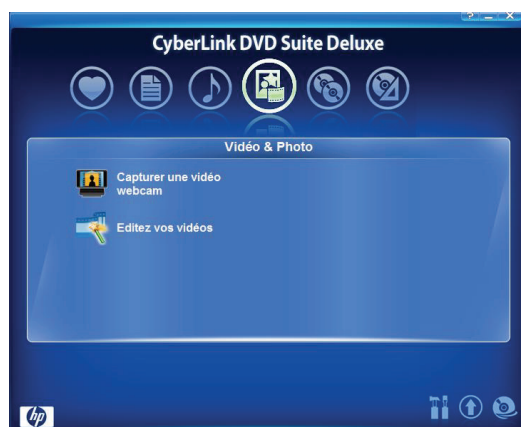 ? _ X
CyberLink DVD Suite Deluxe
Vidéo & Photo
Capturer une vidéo
webcam
Editez vos vidéos
hp